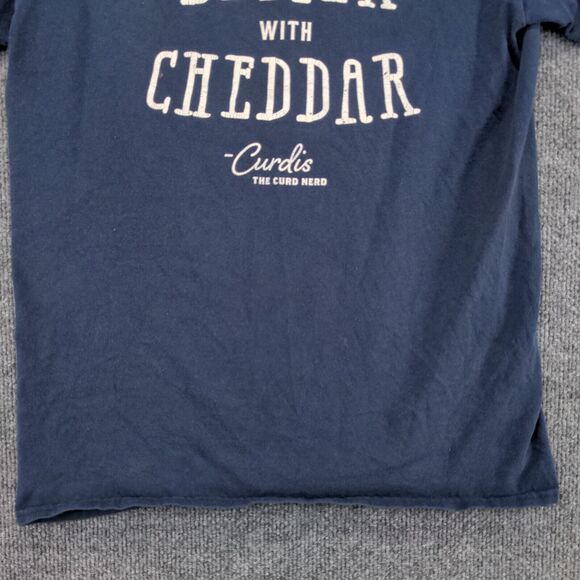 WITH
CHEDDAR
-Curdis
THE CURD NERD